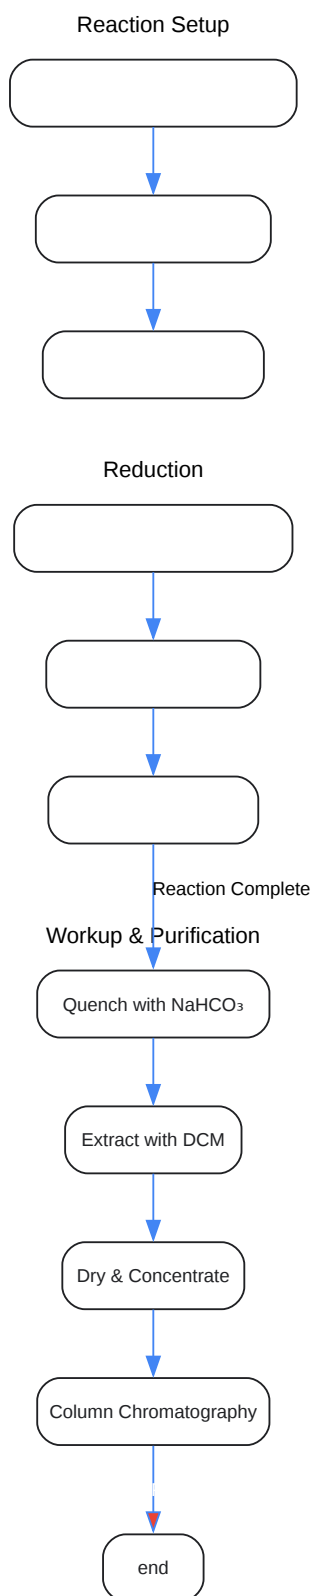 Reaction Setup
Reduction
Reaction Complete
Workup & Purification
Quench with NaHCO₃
Extract with DCM
Dry & Concentrate
Column Chromatography
end